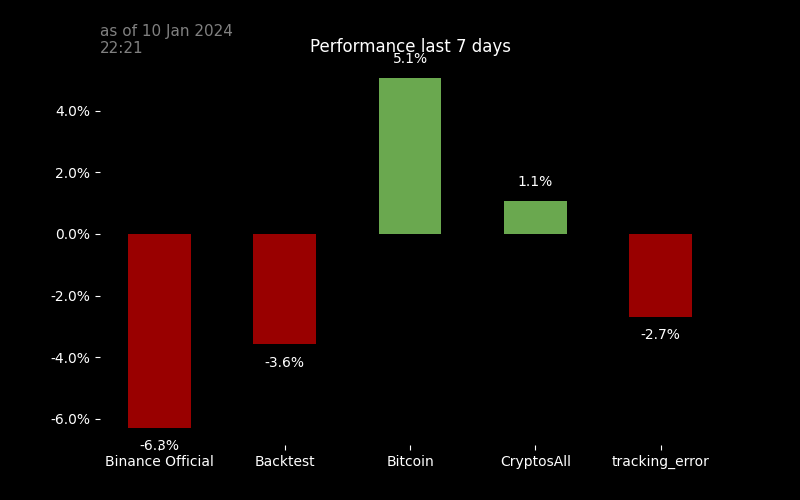 as of 10 Jan 2024
22:21
Performance last 7 days
5.1%
4.0%
2.0%
1.1%
0.0%
-2.0%
-2.7%
-4.0%
-3.6%
-6.0%
-6.3%
Binance Official
Backtest
Bitcoin
CryptosAll
tracking_error